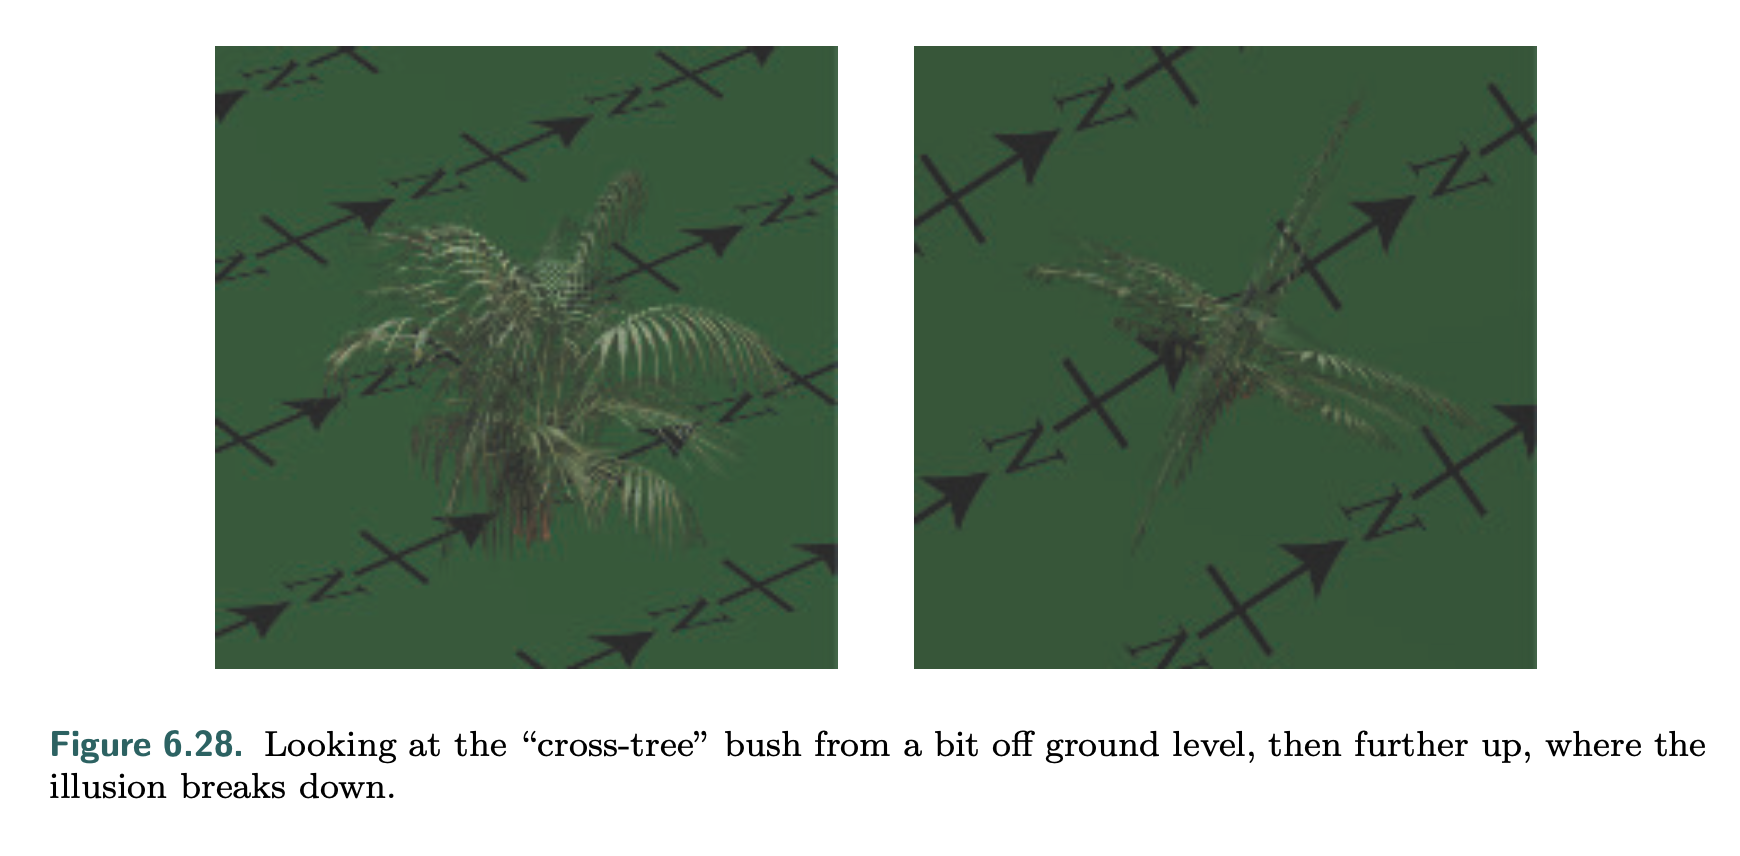 N
N
N
N
N
N
N
N
N
N
N
N
N
N
Figure 6.28. Looking at the “cross-tree” bush from a bit off ground level, then further up, where the
illusion breaks down.